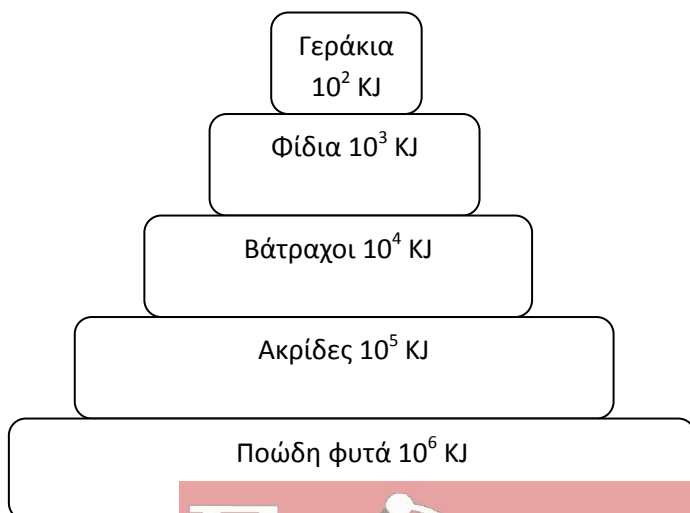 Γεράκια
10² KJ
Φίδια 10³ KJ
Βάτραχοι 10⁴ KJ
Ακρίδες 10⁵ KJ
Ποώδη φυτά 10⁶ KJ